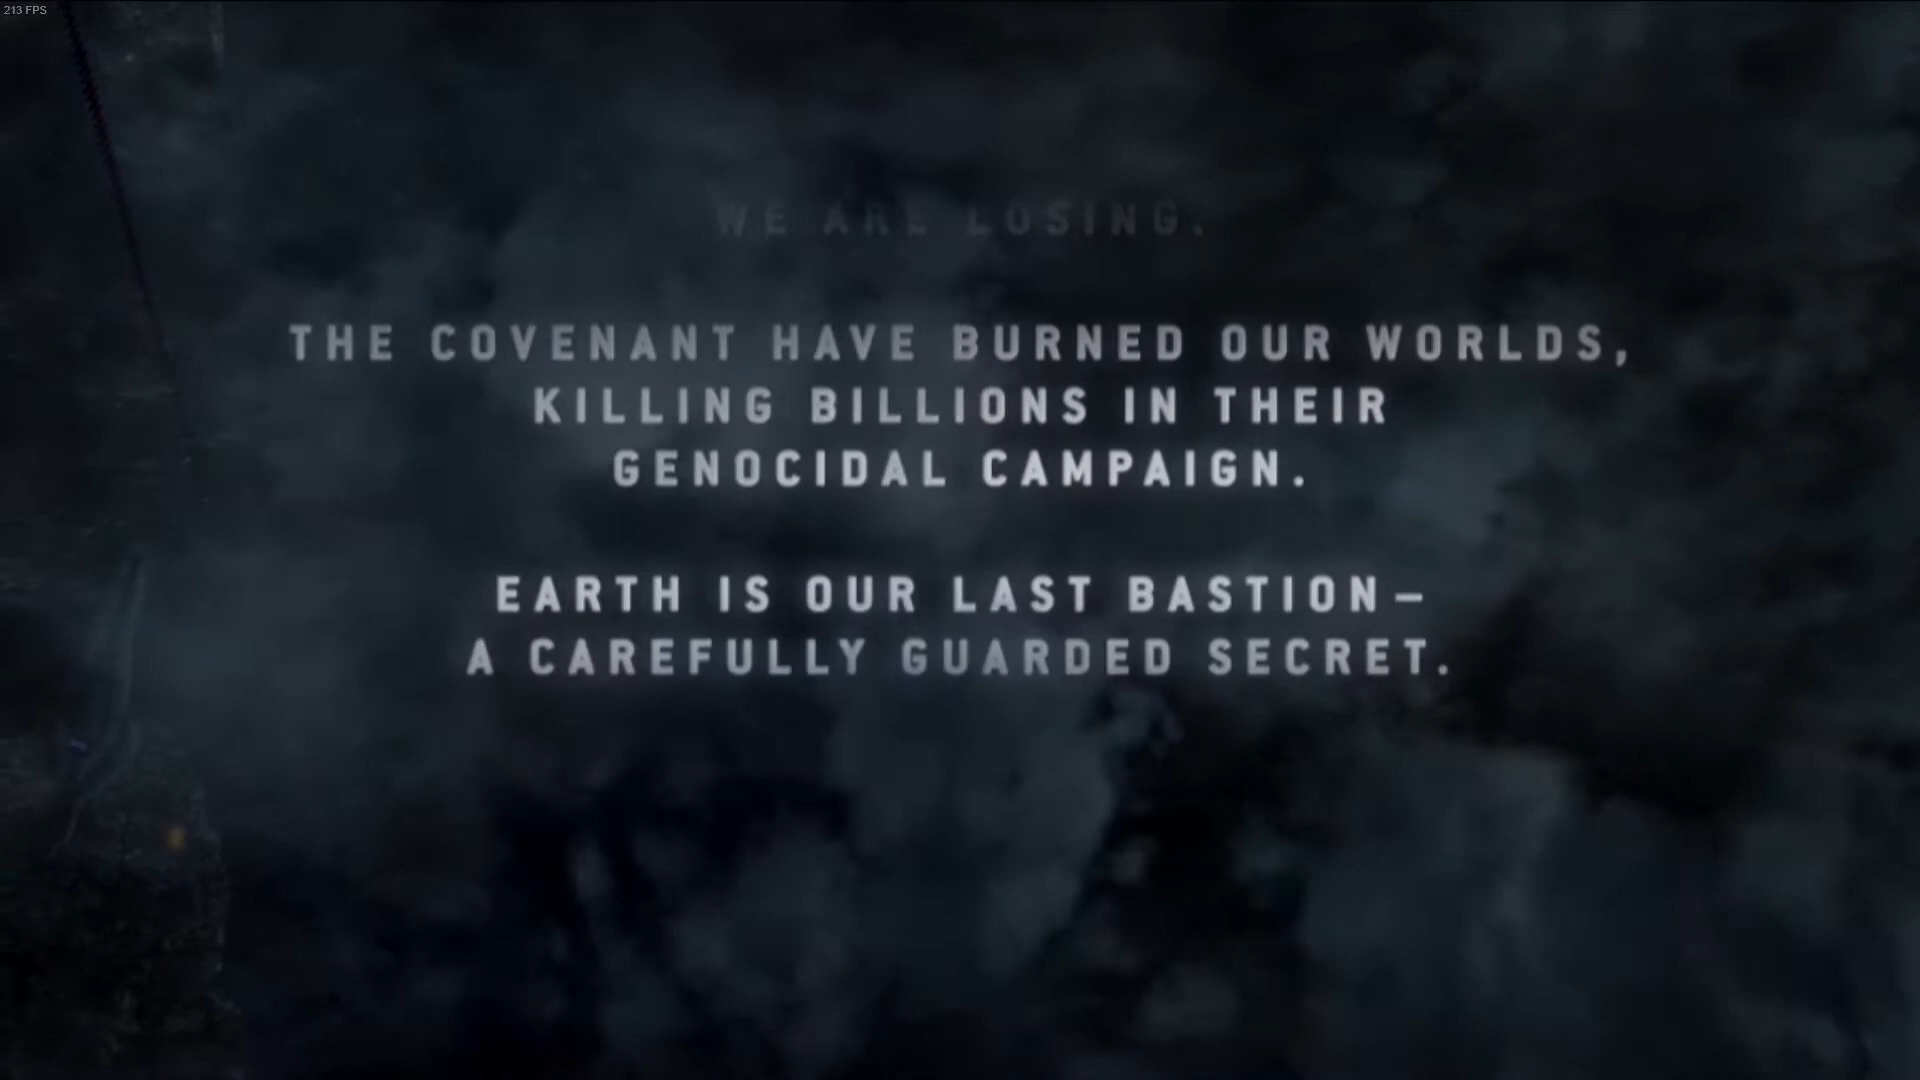 213 FPS
WE ARE LOSING.
THE COVENANT HAVE BURNED OUR WORLDS,
KILLING BILLIONS IN THEIR
GENOCIDAL CAMPAIGN.
EARTH IS OUR LAST BASTION–
A CAREFULLY GUARDED SECRET.